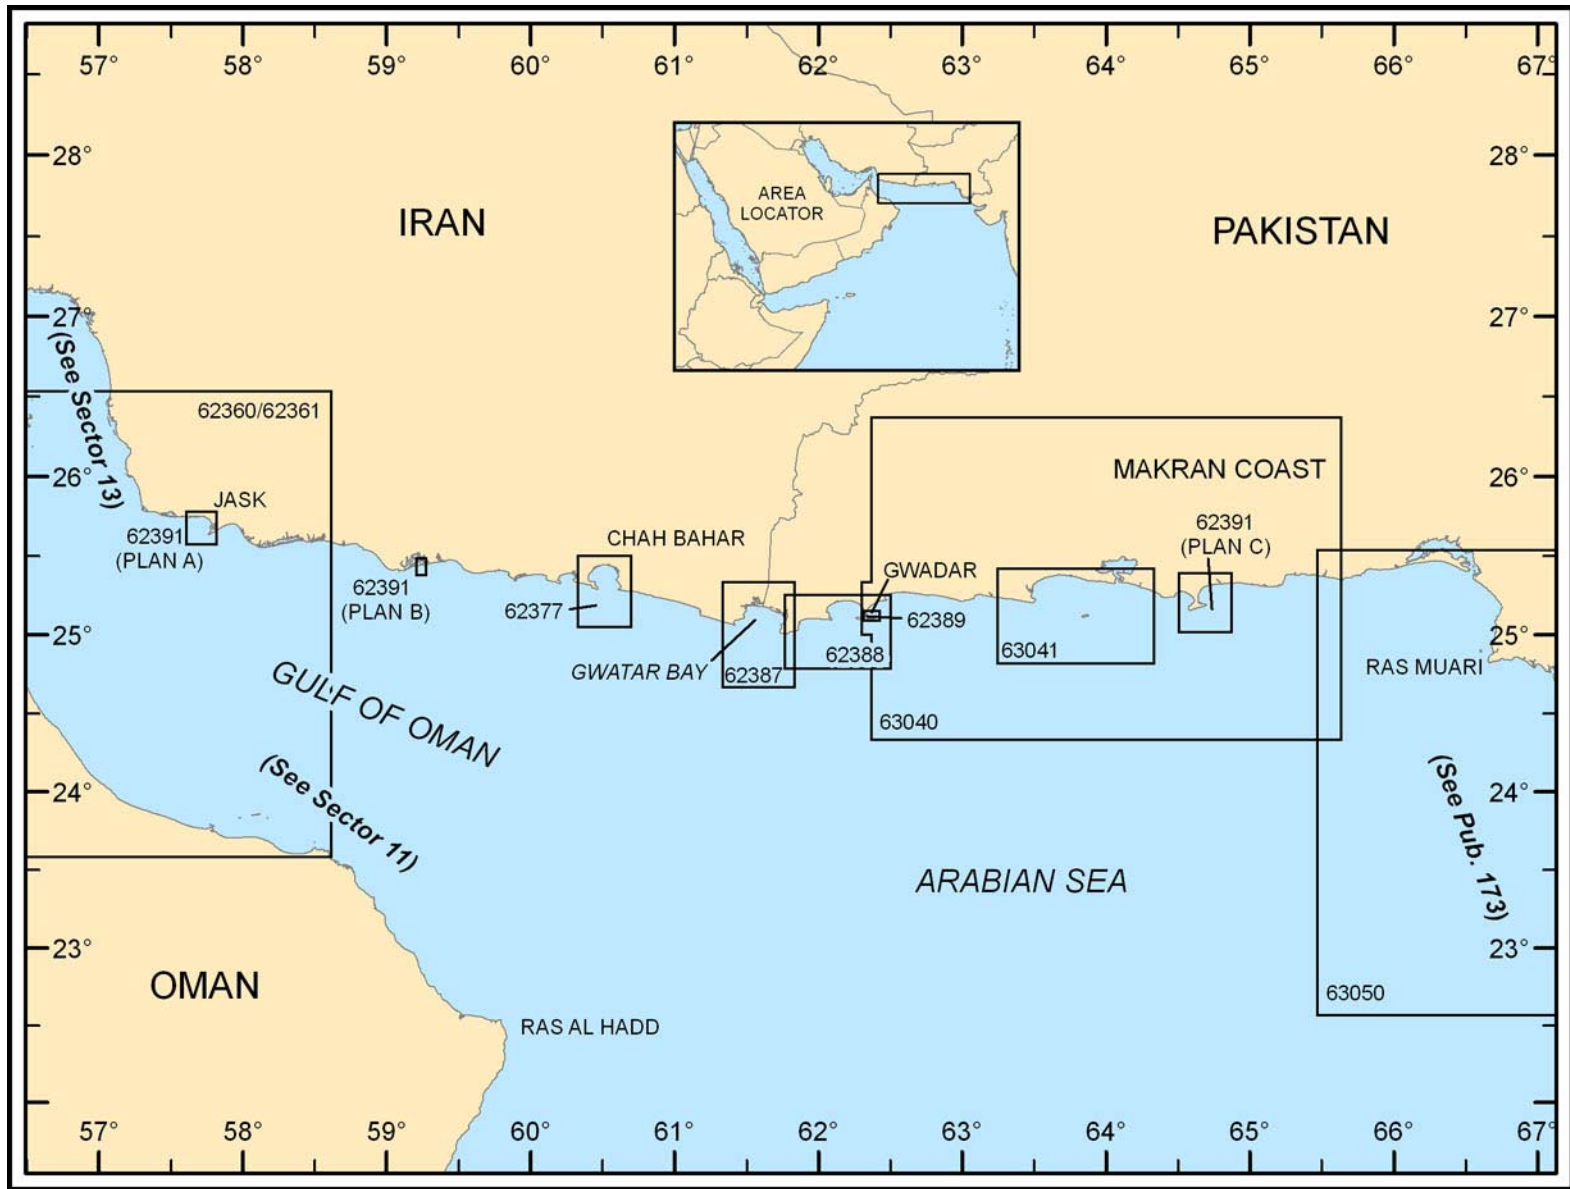 57° 58° 59° 60° 61° 62° 63° 64° 65° 66° 67°
28° 28°
AREA
LOCATOR
IRAN
PAKISTAN
27° 27°
(See Sector 13)
62360/62361
MAKRAN COAST
26° 26°
JASK
62391
(PLAN A)
62391
(PLAN C)
CHAH BAHAR
GWADAR
62391
(PLAN B)
62377
62389
25° 25°
62388
63041
GWATAR BAY
62387
RAS MUARI
GULF OF OMAN
63040
(See Sector 11)
24° 24°
(See Pub. 173)
ARABIAN SEA
23° 23°
OMAN
63050
RAS AL HADD
57° 58° 59° 60° 61° 62° 63° 64° 65° 66° 67°